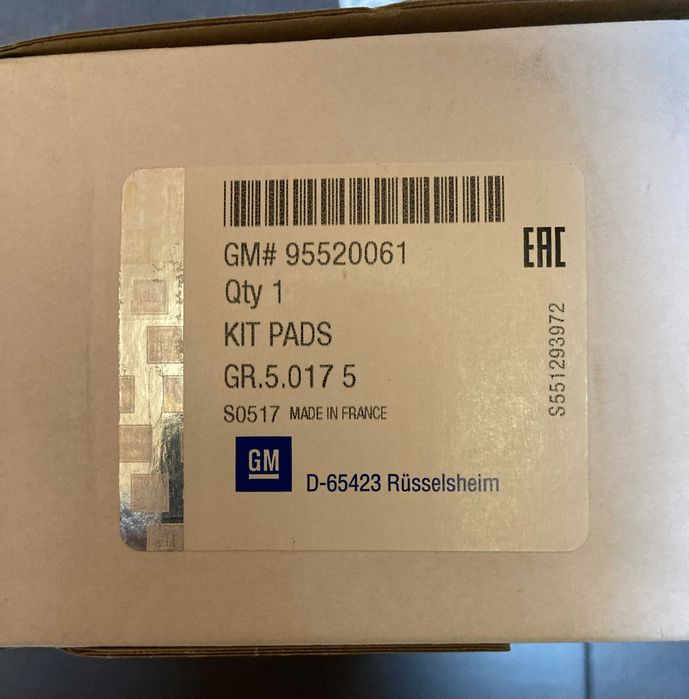 GM# 95520061
EAC
Qty 1
KIT PADS
GR.5.017 5
S0517 MADE IN FRANCE
S551293972
GM
D-65423 Rüsselsheim